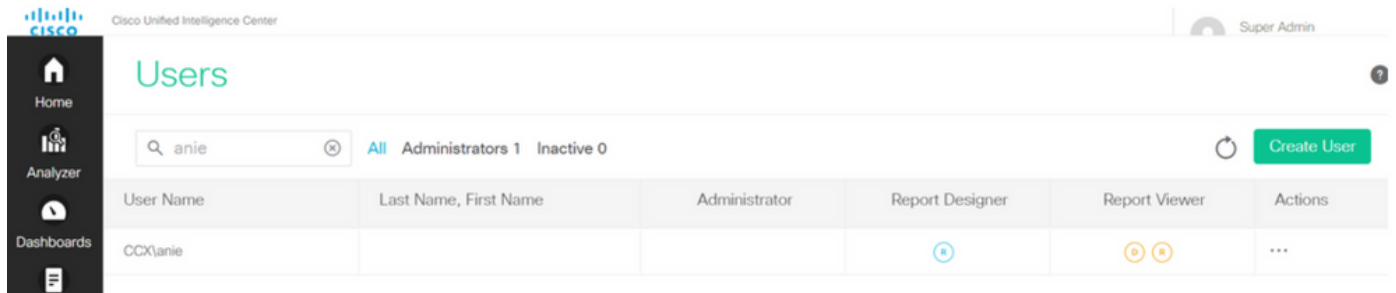 CISCO
Cisco Unified Intelligence Center
Super Admin
Home
Analyzer
Dashboards
Users
?
anie
All Administrators 1 Inactive 0
Create User
User Name Last Name, First Name Administrator Report Designer Report Viewer Actions
CCX\anie R D R ...